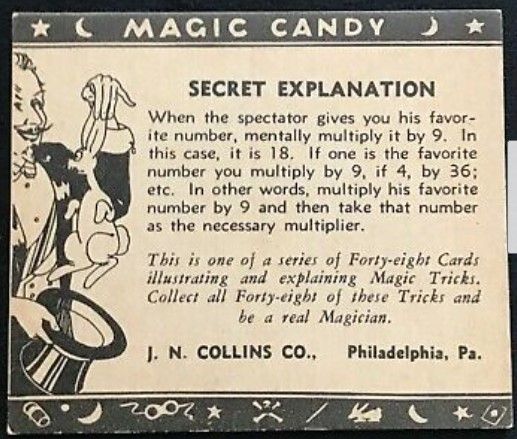 MAGIC CANDY
SECRET EXPLANATION
When the spectator gives you his favor-
ite number, mentally multiply it by 9. In
this case, it is 18. If one is the favorite
number you multiply by 9, if 4, by 36;
etc. In other words, multiply his favorite
number by 9 and then take that number
as the necessary multiplier.
This is one of a series of Forty-eight Cards
illustrating and explaining Magic Tricks.
Collect all Forty-eight of these Tricks and
be a real Magician.
J. N. COLLINS CO., Philadelphia, Pa.